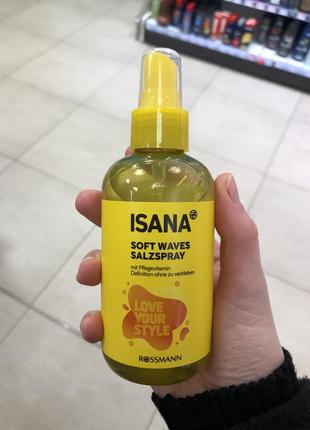 ISANA
SOFT WAVES
SALZSPRAY
mit Pflegevitamin
Definition ohne zu verkleben
LOVE
YOUR
STYLE
ROSSMANN